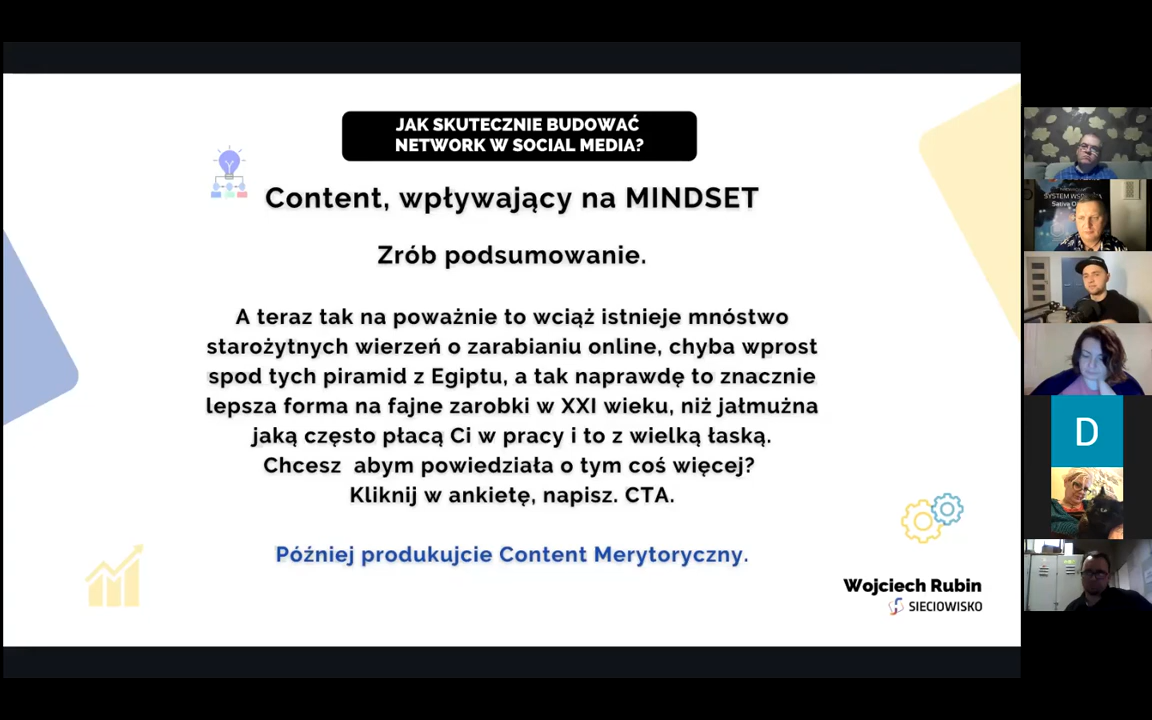 JAK SKUTECZNIE BUDOWAĆ
NETWORK W SOCIAL MEDIA?
Content, wpływający na MINDSET
Zrób podsumowanie.
A teraz tak na poważnie to wciąż istnieje mnóstwo
starożytnych wierzeń o zarabianiu online, chyba wprost
spod tych piramid z Egiptu, a tak naprawdę to znacznie
lepsza forma na fajne zarobki w XXI wieku, niż jałmużna
jaką często płacą Ci w pracy i to z wielką łaską.
Chcesz  abym powiedziała o tym coś więcej?
Kliknij w ankietę, napisz. CTA.
Później produkujcie Content Merytoryczny.
Wojciech Rubin
SIECIOWISKO
D